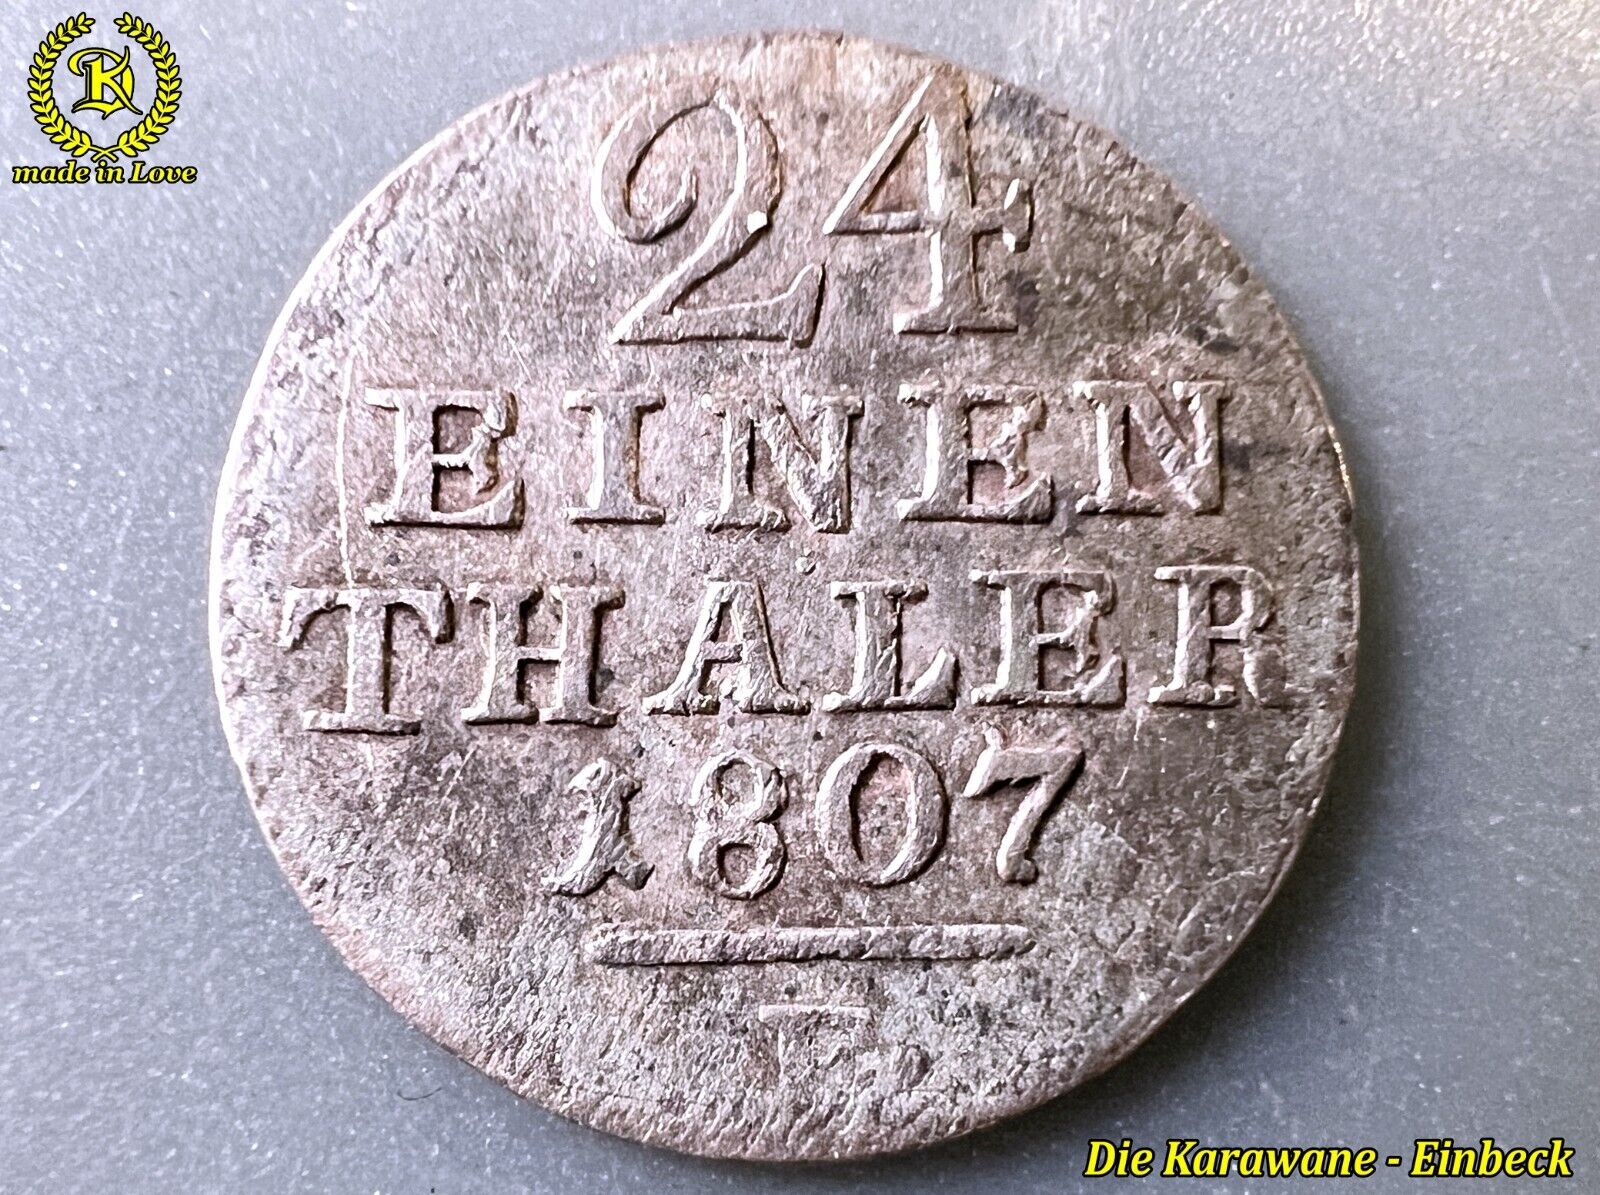 K
made in Love
24
EINEN
THALER
1807
Die Karawane - Einbeck